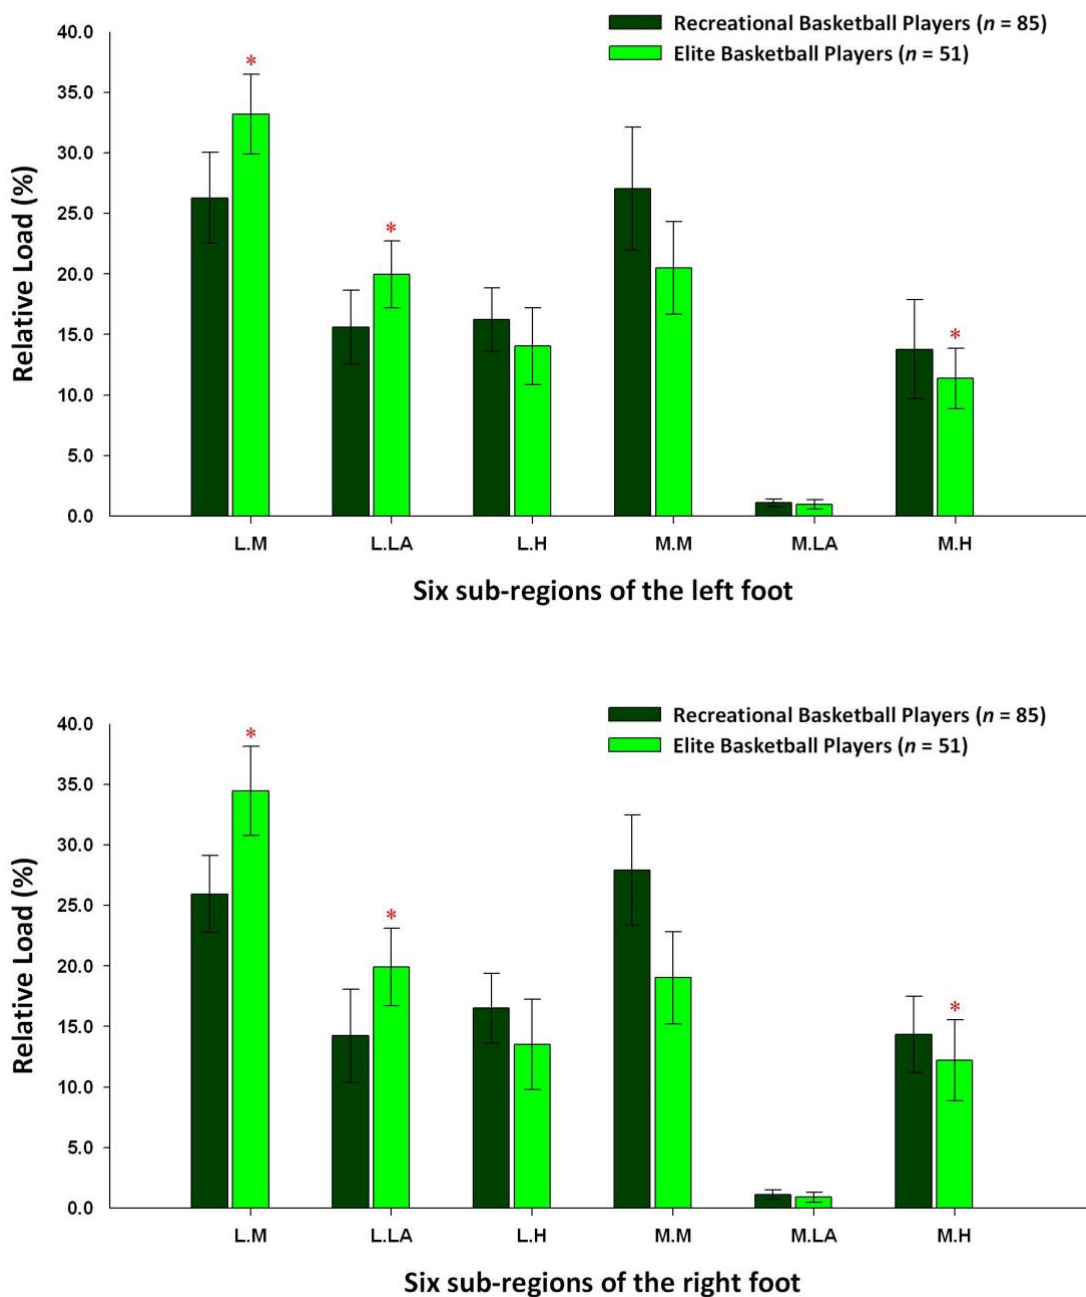 Recreational Basketball Players (n = 85)
Elite Basketball Players (n = 51)
40.0
35.0
30.0
25.0
20.0
15.0
10.0
5.0
0.0
Relative Load (%)
*
*
*
L.M L.LA L.H M.M M.LA M.H
Six sub-regions of the left foot
Recreational Basketball Players (n = 85)
Elite Basketball Players (n = 51)
40.0
35.0
30.0
25.0
20.0
15.0
10.0
5.0
0.0
Relative Load (%)
*
*
*
L.M L.LA L.H M.M M.LA M.H
Six sub-regions of the right foot